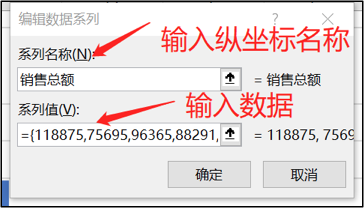 编辑数据系列
输入纵坐标名称
系列名称(N):
销售总额
= 销售总额
系列值(V):
输入数据
={118875,75695,96365,88291,
= 118875, 7569
确定
取消